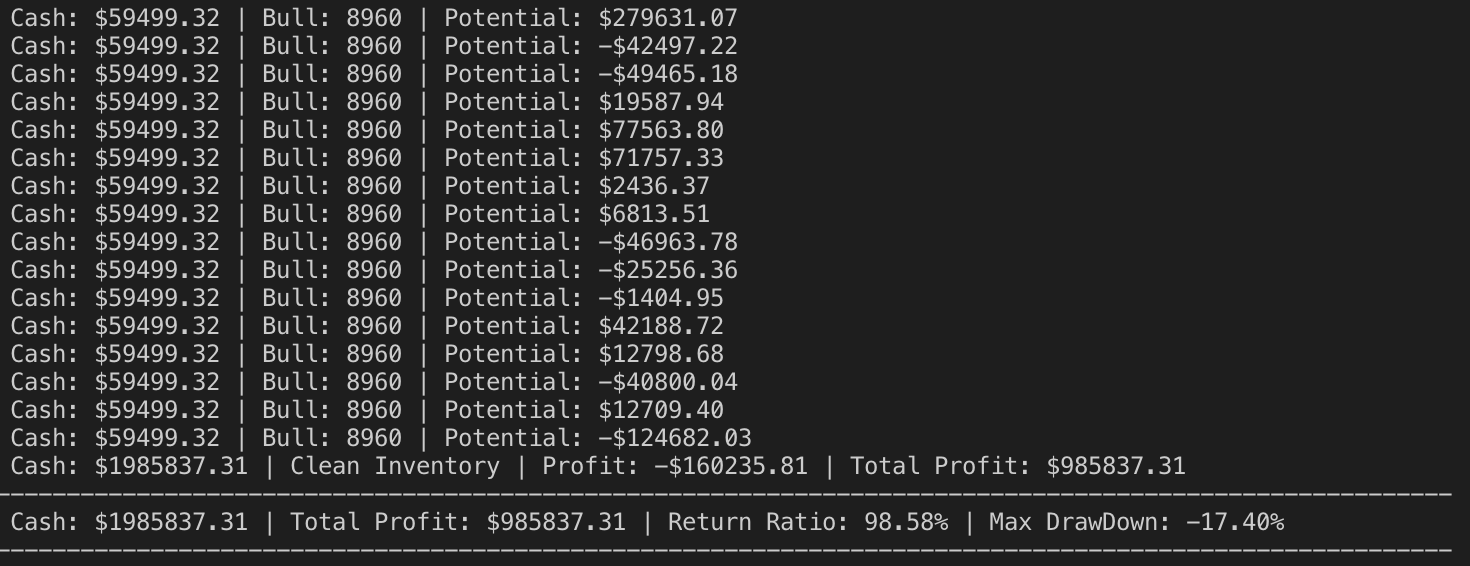 Cash: $59499.32 | Bull: 8960 | Potential: $279631.07
Cash: $59499.32 | Bull: 8960 | Potential: -$42497.22
Cash: $59499.32 | Bull: 8960 | Potential: -$49465.18
Cash: $59499.32 | Bull: 8960 | Potential: $19587.94
Cash: $59499.32 | Bull: 8960 | Potential: $77563.80
Cash: $59499.32 | Bull: 8960 | Potential: $71757.33
Cash: $59499.32 | Bull: 8960 | Potential: $2436.37
Cash: $59499.32 | Bull: 8960 | Potential: $6813.51
Cash: $59499.32 | Bull: 8960 | Potential: -$46963.78
Cash: $59499.32 | Bull: 8960 | Potential: -$25256.36
Cash: $59499.32 | Bull: 8960 | Potential: -$1404.95
Cash: $59499.32 | Bull: 8960 | Potential: $42188.72
Cash: $59499.32 | Bull: 8960 | Potential: $12798.68
Cash: $59499.32 | Bull: 8960 | Potential: -$40800.04
Cash: $59499.32 | Bull: 8960 | Potential: $12709.40
Cash: $59499.32 | Bull: 8960 | Potential: -$124682.03
Cash: $1985837.31 | Clean Inventory | Profit: -$160235.81 | Total Profit: $985837.31
--------------------------------------------------------------------------------------------------------
Cash: $1985837.31 | Total Profit: $985837.31 | Return Ratio: 98.58% | Max DrawDown: -17.40%
--------------------------------------------------------------------------------------------------------